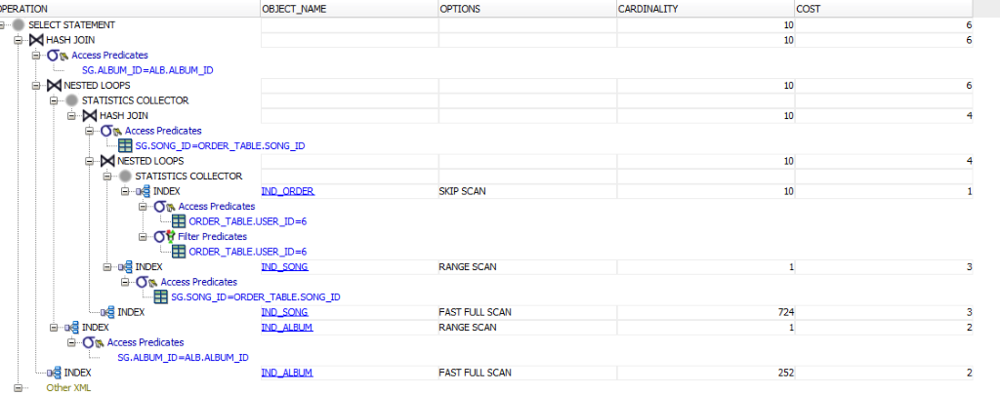 OPERATION OBJECT_NAME OPTIONS CARDINALITY COST
SELECT STATEMENT 10 6
HASH JOIN 10 6
Access Predicates
SG.ALBUM_ID=ALB.ALBUM_ID
NESTED LOOPS 10 6
STATISTICS COLLECTOR
HASH JOIN 10 4
Access Predicates
SG.SONG_ID=ORDER_TABLE.SONG_ID
NESTED LOOPS 10 4
STATISTICS COLLECTOR
INDEX IND_ORDER SKIP SCAN 10 1
Access Predicates
ORDER_TABLE.USER_ID=6
Filter Predicates
ORDER_TABLE.USER_ID=6
INDEX IND_SONG RANGE SCAN 1 3
Access Predicates
SG.SONG_ID=ORDER_TABLE.SONG_ID
INDEX IND_SONG FAST FULL SCAN 724 3
INDEX IND_ALBUM RANGE SCAN 1 2
Access Predicates
SG.ALBUM_ID=ALB.ALBUM_ID
INDEX IND_ALBUM FAST FULL SCAN 252 2
Other XML